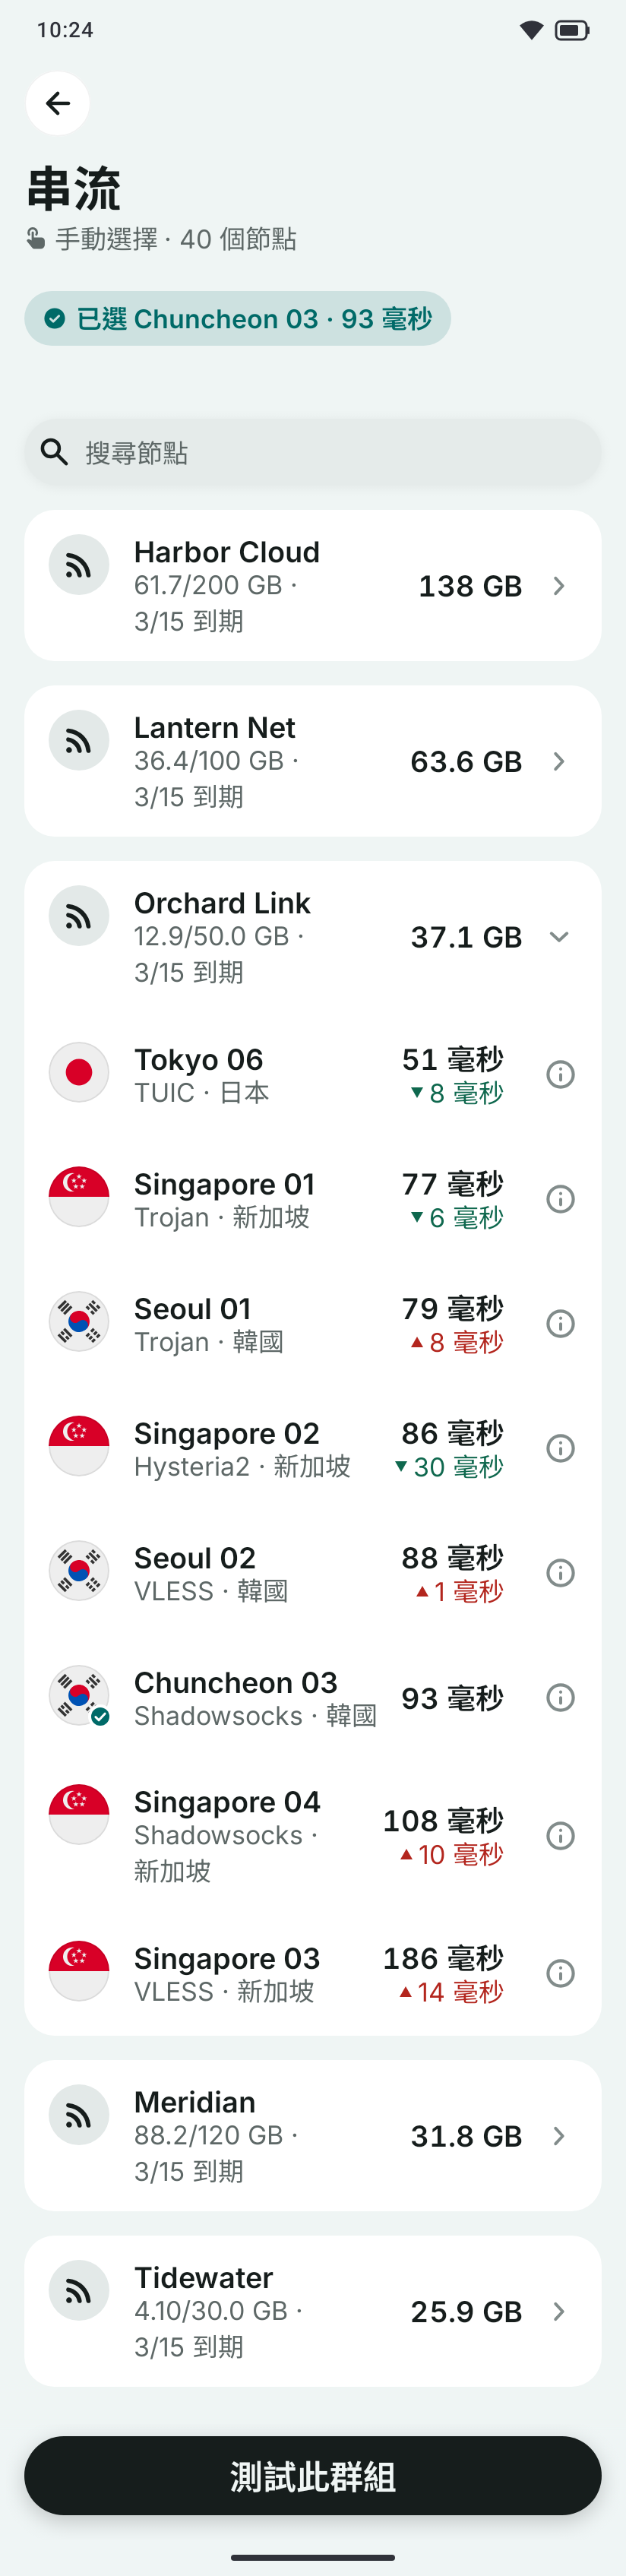 10:24
串流
手動選擇 · 40 個節點
已選 Chuncheon 03 · 93 毫秒
搜尋節點
Harbor Cloud
61.7/200 GB ·
3/15 到期
138 GB
Lantern Net
36.4/100 GB ·
3/15 到期
63.6 GB
Orchard Link
12.9/50.0 GB ·
3/15 到期
37.1 GB
Tokyo 06
TUIC · 日本
51 毫秒
▼8 毫秒
Singapore 01
Trojan · 新加坡
77 毫秒
▼6 毫秒
Seoul 01
Trojan · 韓國
79 毫秒
▲8 毫秒
Singapore 02
Hysteria2 · 新加坡
86 毫秒
▼30 毫秒
Seoul 02
VLESS · 韓國
88 毫秒
▲1 毫秒
Chuncheon 03
Shadowsocks · 韓國
93 毫秒
Singapore 04
Shadowsocks ·
新加坡
108 毫秒
▲10 毫秒
Singapore 03
VLESS · 新加坡
186 毫秒
▲14 毫秒
Meridian
88.2/120 GB ·
3/15 到期
31.8 GB
Tidewater
4.10/30.0 GB ·
3/15 到期
25.9 GB
測試此群組